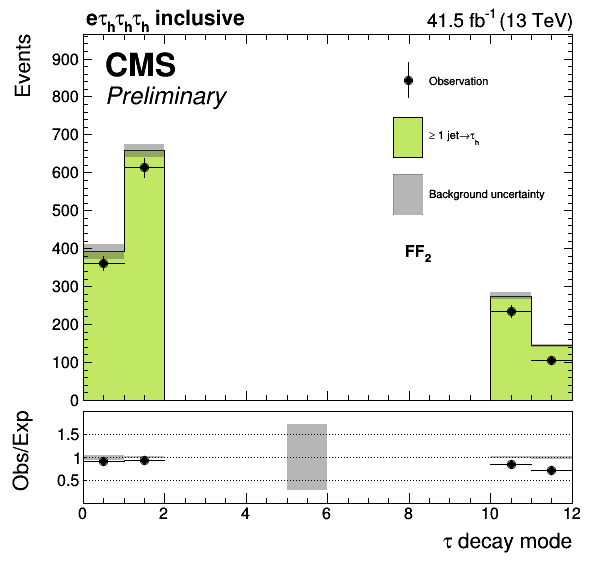 eτhτhτh inclusive
41.5 fb⁻¹ (13 TeV)
Events
CMS
Preliminary
Observation
≥ 1 jet→τh
Background uncertainty
FF₂
900
800
700
600
500
400
300
200
100
0
Obs/Exp
1.5
1
0.5
0 2 4 6 8 10 12
τ decay mode